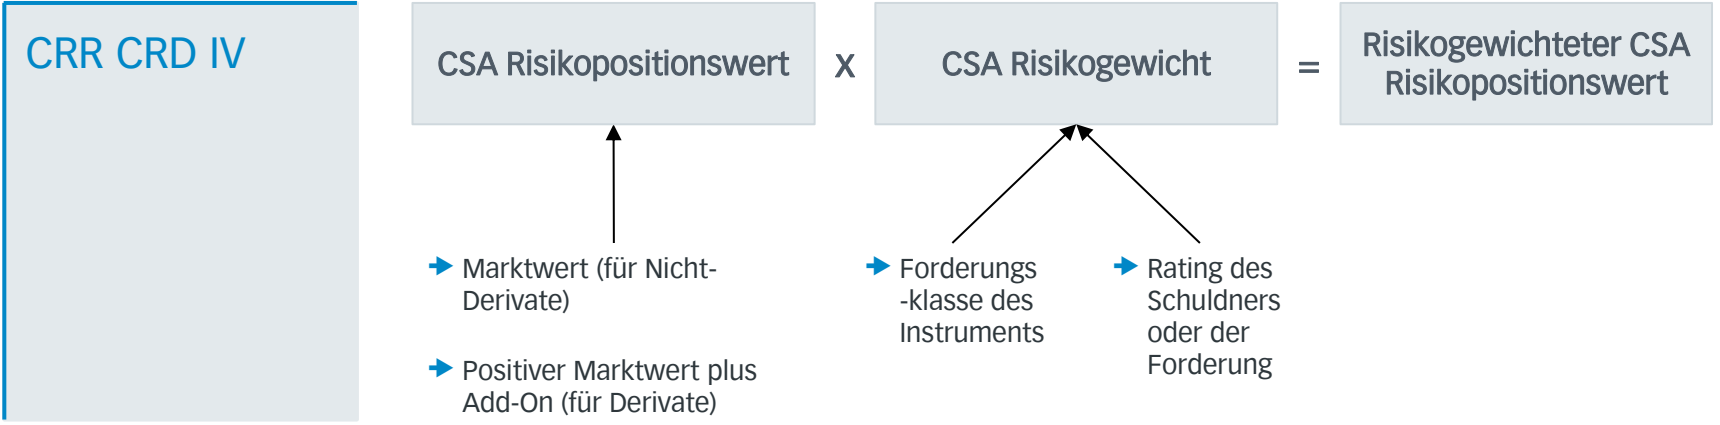 CRR CRD IV
CSA Risikopositionswert
x
CSA Risikogewicht
=
Risikogewichteter CSA
Risikopositionswert
Marktwert (für Nicht-
Derivate)
Positiver Marktwert plus
Add-On (für Derivate)
Forderungs
-klasse des
Instruments
Rating des
Schuldners
oder der
Forderung